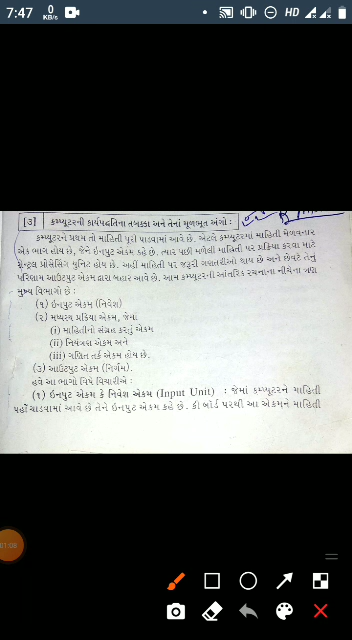 7:47 0 KB/s HD
[૩] કમ્પ્યૂટરની કાર્યપદ્ધતિના તબક્કા અને તેનાં મૂળભૂત અંગો :
કમ્પ્યૂટરને પ્રથમ તો માહિતી પૂરી પાડવામાં આવે છે. એટલે કમ્પ્યૂટરમાં માહિતી મેળવનાર
એક ભાગ હોય છે, જેને ઇનપુટ એકમ કહે છે. ત્યાર પછી મળેલી માહિતી પર પ્રક્રિયા કરવા માટે
સેન્ટ્રલ પ્રોસેસિંગ યુનિટ હોય છે. અહીં માહિતી પર જરૂરી ગણતરીઓ થાય છે અને છેવટે તેનું
પરિણામ આઉટપુટ એકમ દ્વારા બહાર આવે છે. આમ કમ્પ્યૂટરની આંતરિક રચનાના નીચેના ત્રણ
મુખ્ય વિભાગો છે :
(૧) ઇનપુટ એકમ (નિવેશ)
(૨) મધ્યસ્થ પ્રક્રિયા એકમ, જેમાં
(i) માહિતીનો સંગ્રહ કરતું એકમ
(ii) નિયંત્રણ એકમ અને
(iii) ગણિત તર્ક એકમ હોય છે.
(૩) આઉટપુટ એકમ (નિર્ગમ).
હવે આ ભાગો વિષે વિચારીએ :
(૧) ઇનપુટ એકમ કે નિવેશ એકમ (Input Unit) : જેમાં કમ્પ્યૂટરને માહિતી
પહોંચાડવામાં આવે છે તેને ઇનપુટ એકમ કહે છે. કી બોર્ડ પરથી આ એકમને માહિતી